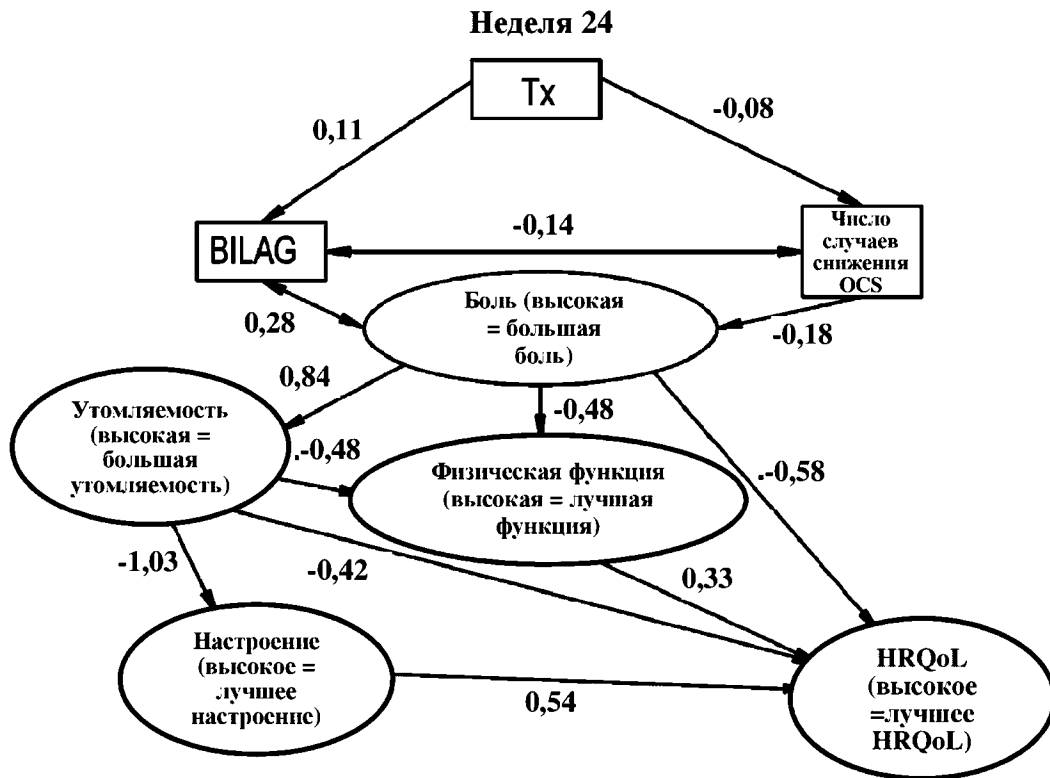 Неделя 24
Tx
0,11
-0,08
BILAG
-0,14
Число
случаев
снижения
OCS
0,28
Боль (высокая
= большая
боль)
-0,18
0,84
-0,48
Утомляемость
(высокая =
большая
утомляемость)
.-0,48
Физическая функция
(высокая = лучшая
функция)
.-0,58
-1,03
-0,42
0,33
Настроение
(высокое =
лучшее
настроение)
0,54
HRQoL
(высокое
=лучшее
HRQoL)